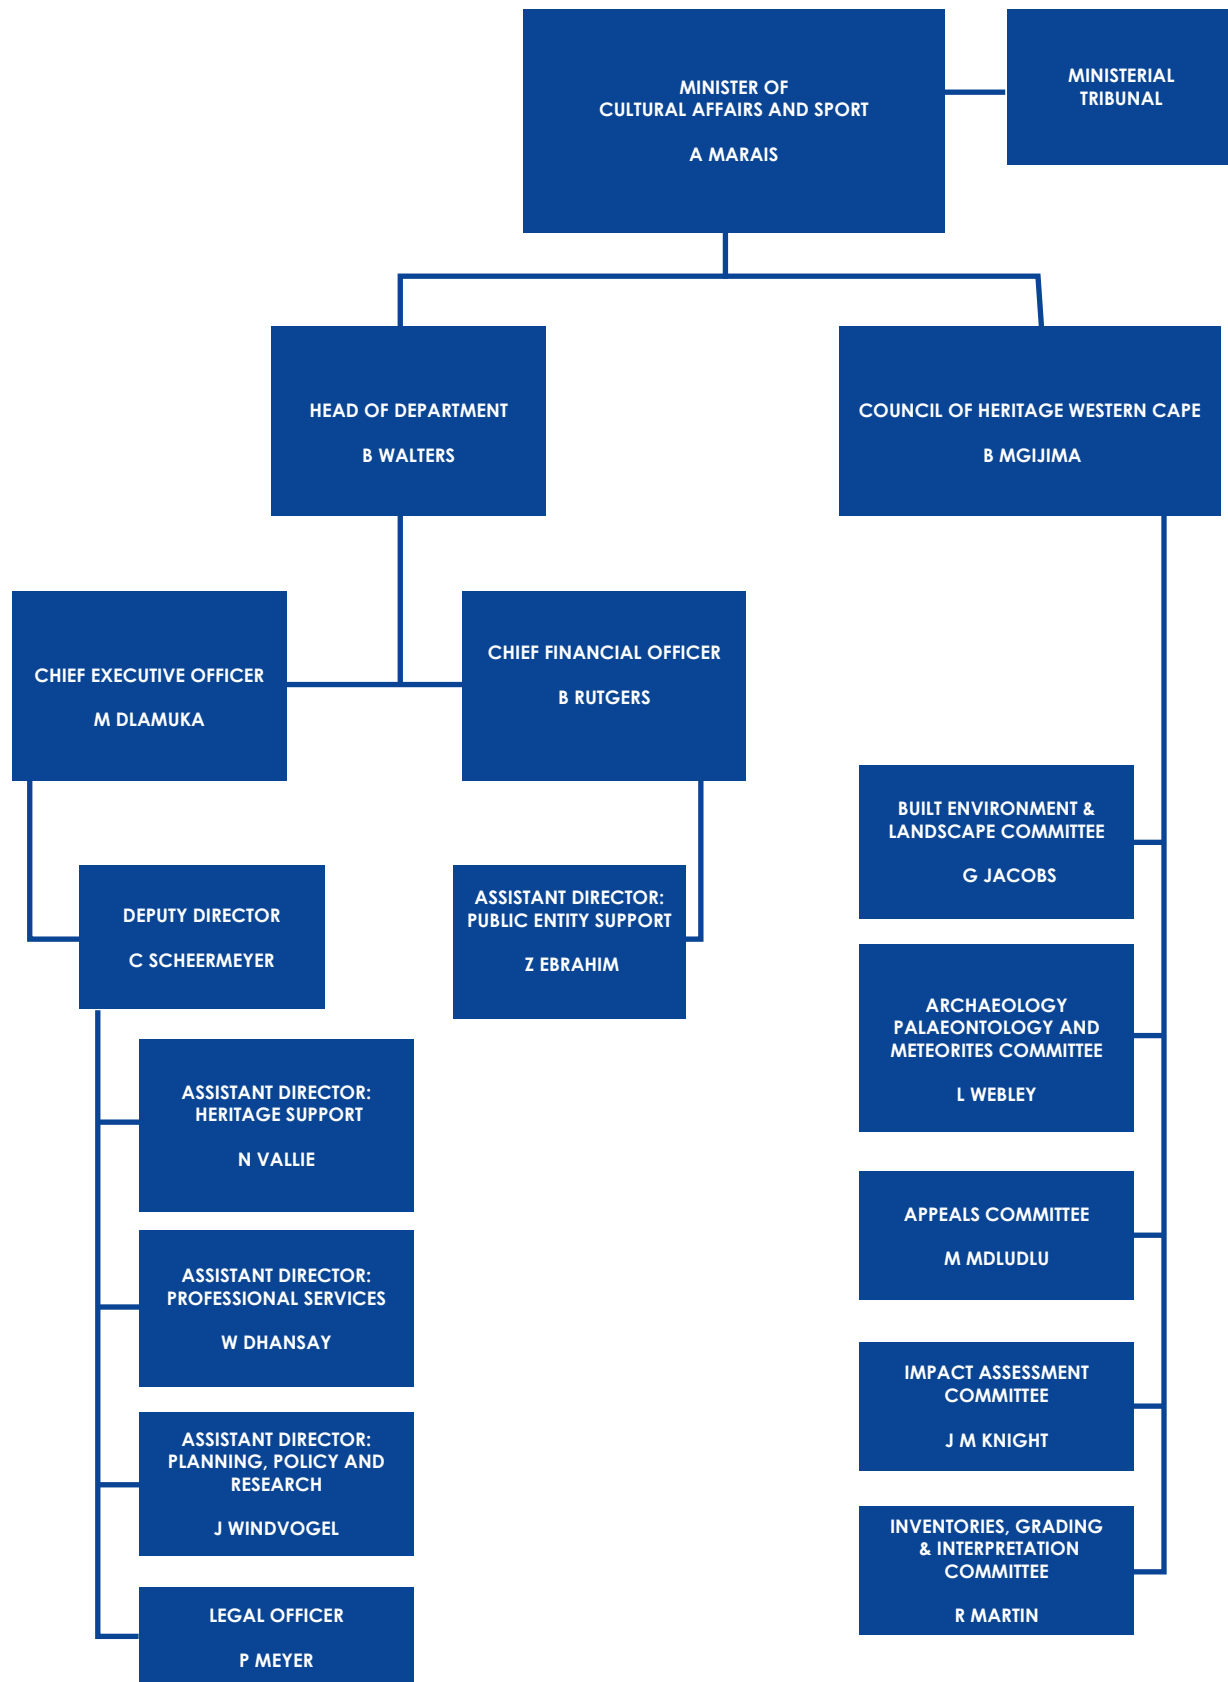 MINISTER OF
CULTURAL AFFAIRS AND SPORT
A MARAIS
MINISTERIAL
TRIBUNAL
HEAD OF DEPARTMENT
B WALTERS
COUNCIL OF HERITAGE WESTERN CAPE
B MGIJIMA
CHIEF EXECUTIVE OFFICER
M DLAMUKA
CHIEF FINANCIAL OFFICER
B RUTGERS
DEPUTY DIRECTOR
C SCHEERMEYER
ASSISTANT DIRECTOR:
PUBLIC ENTITY SUPPORT
Z EBRAHIM
ASSISTANT DIRECTOR:
HERITAGE SUPPORT
N VALLIE
ASSISTANT DIRECTOR:
PROFESSIONAL SERVICES
W DHANSAY
ASSISTANT DIRECTOR:
PLANNING, POLICY AND
RESEARCH
J WINDVOGEL
LEGAL OFFICER
P MEYER
BUILT ENVIRONMENT &
LANDSCAPE COMMITTEE
G JACOBS
ARCHAEOLOGY
PALAEONTOLOGY AND
METEORITES COMMITTEE
L WEBLEY
APPEALS COMMITTEE
M MDLUDLU
IMPACT ASSESSMENT
COMMITTEE
J M KNIGHT
INVENTORIES, GRADING
& INTERPRETATION
COMMITTEE
R MARTIN